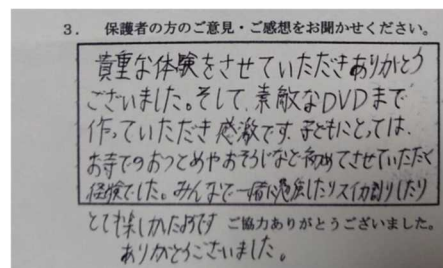 3. 保護者の方のご意見・ご感想をお聞かせください。
貴重な体験をさせていただきありがとう
ございました。そして、素敵なDVDまで
作っていただき感激です。子どもにとっては、
お寺でのおつとめやおそうじなど初めてさせていただく
経験でした。みんなで一緒に過ごしたりスイカ割りしたり
とても楽しかったようです ご協力ありがとうございました。
ありがとうございました。